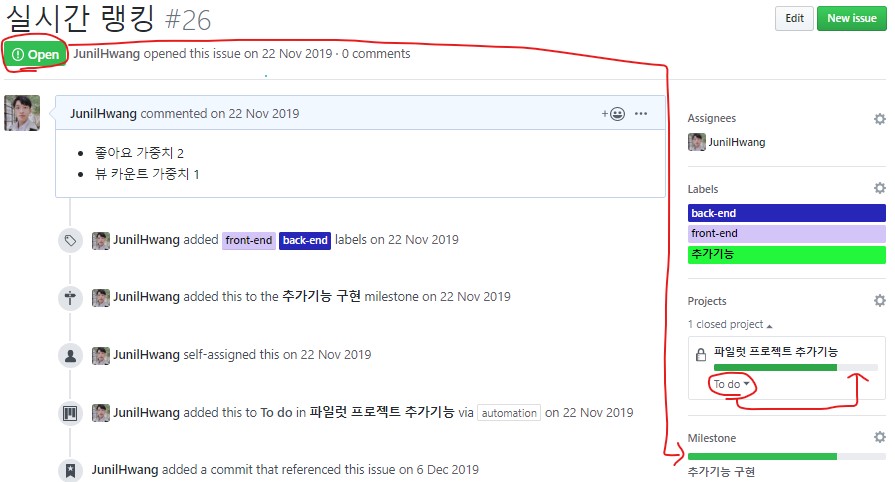 실시간 랭킹 #26
Edit
New issue
Open
JunilHwang opened this issue on 22 Nov 2019 · 0 comments
JunilHwang commented on 22 Nov 2019
좋아요 가중치 2
뷰 카운트 가중치 1
JunilHwang added front-end back-end labels on 22 Nov 2019
JunilHwang added this to the 추가기능 구현 milestone on 22 Nov 2019
JunilHwang self-assigned this on 22 Nov 2019
JunilHwang added this to To do in 파일럿 프로젝트 추가기능 via automation on 22 Nov 2019
JunilHwang added a commit that referenced this issue on 6 Dec 2019
Assignees
JunilHwang
Labels
back-end
front-end
추가기능
Projects
1 closed project
파일럿 프로젝트 추가기능
To do
Milestone
추가기능 구현